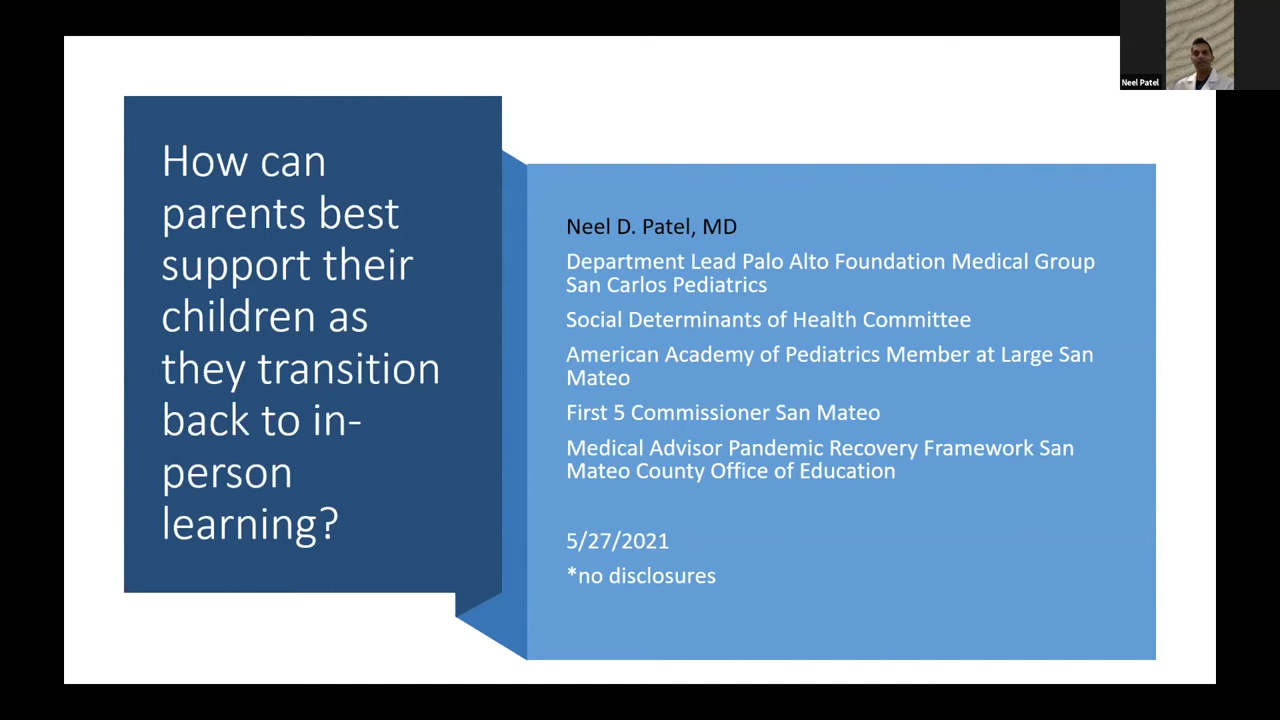 How can
parents best
support their
children as
they transition
back to in-
person
learning?
Neel D. Patel, MD
Department Lead Palo Alto Foundation Medical Group
San Carlos Pediatrics
Social Determinants of Health Committee
American Academy of Pediatrics Member at Large San
Mateo
First 5 Commissioner San Mateo
Medical Advisor Pandemic Recovery Framework San
Mateo County Office of Education
5/27/2021
*no disclosures
Neel Patel